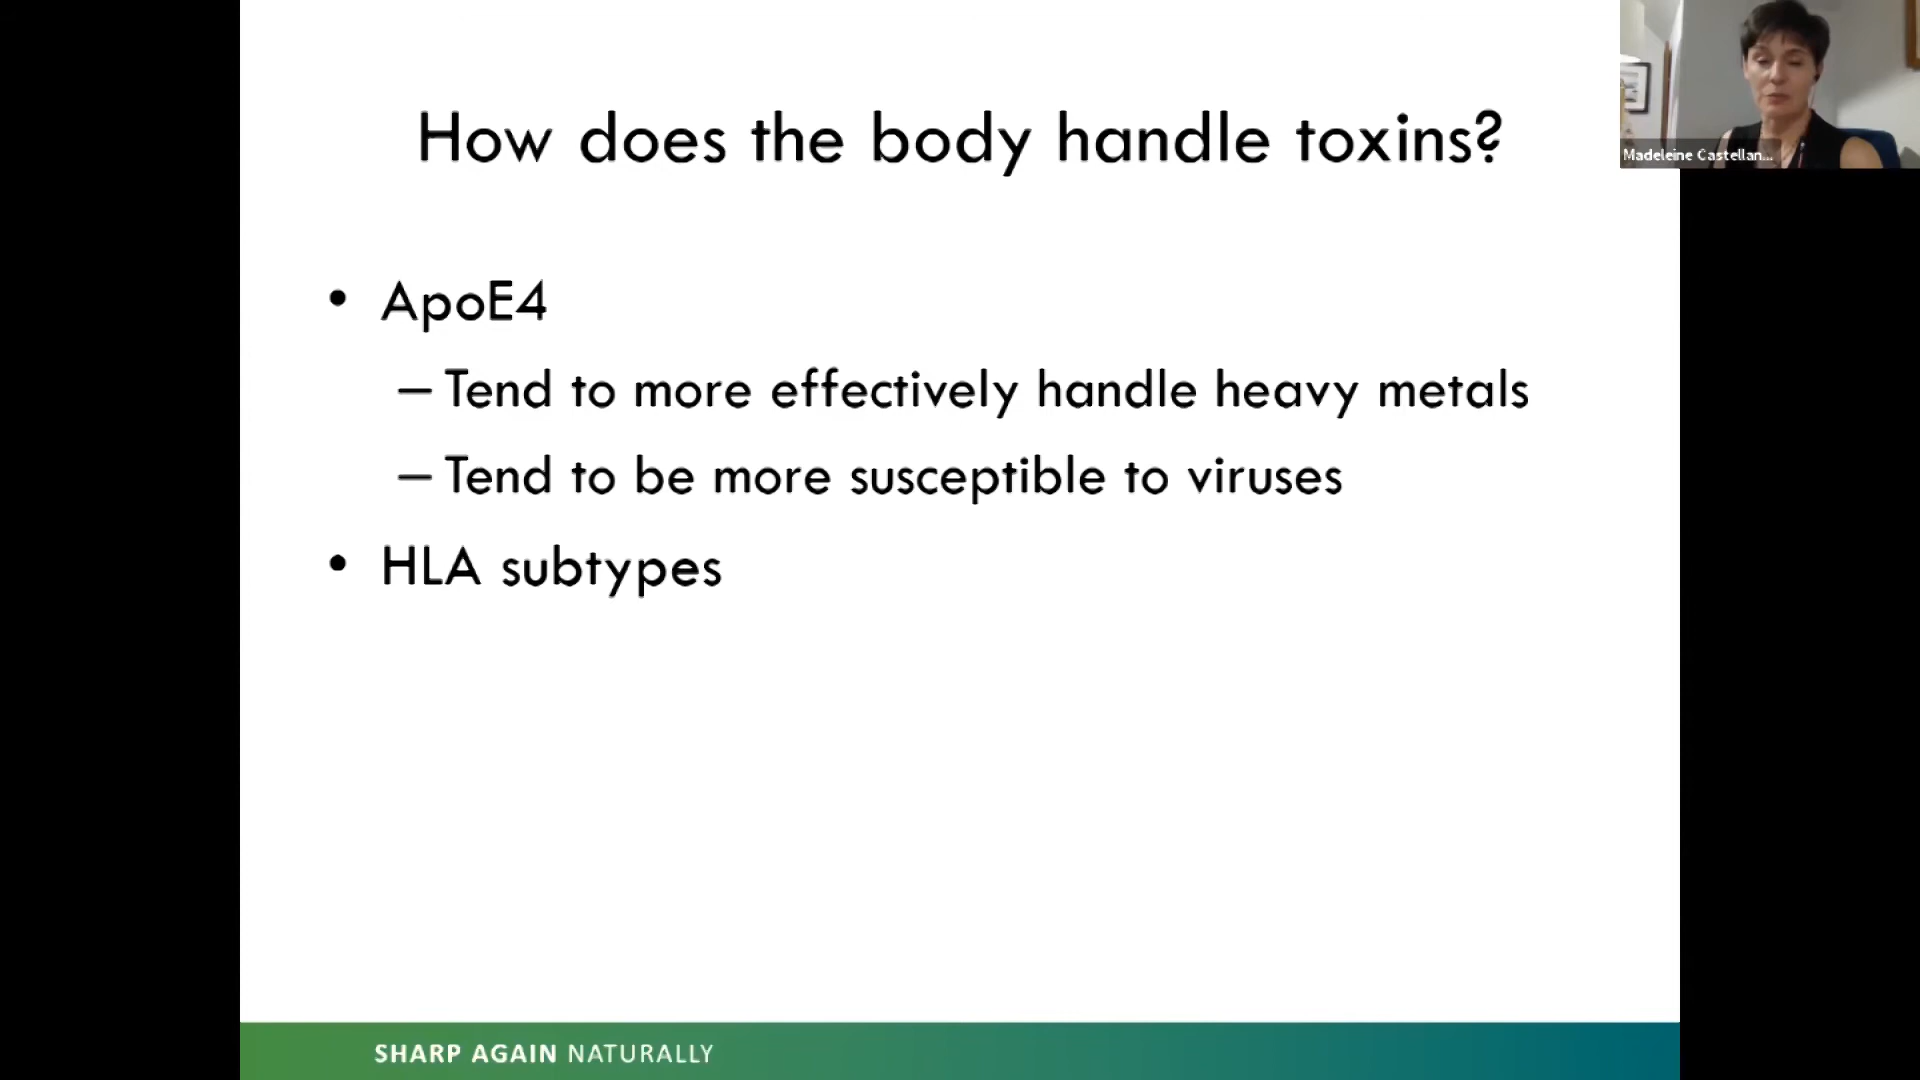 How does the body handle toxins?
Madeleine Castellan...
• ApoE4
– Tend to more effectively handle heavy metals
– Tend to be more susceptible to viruses
• HLA subtypes
SHARP AGAIN NATURALLY